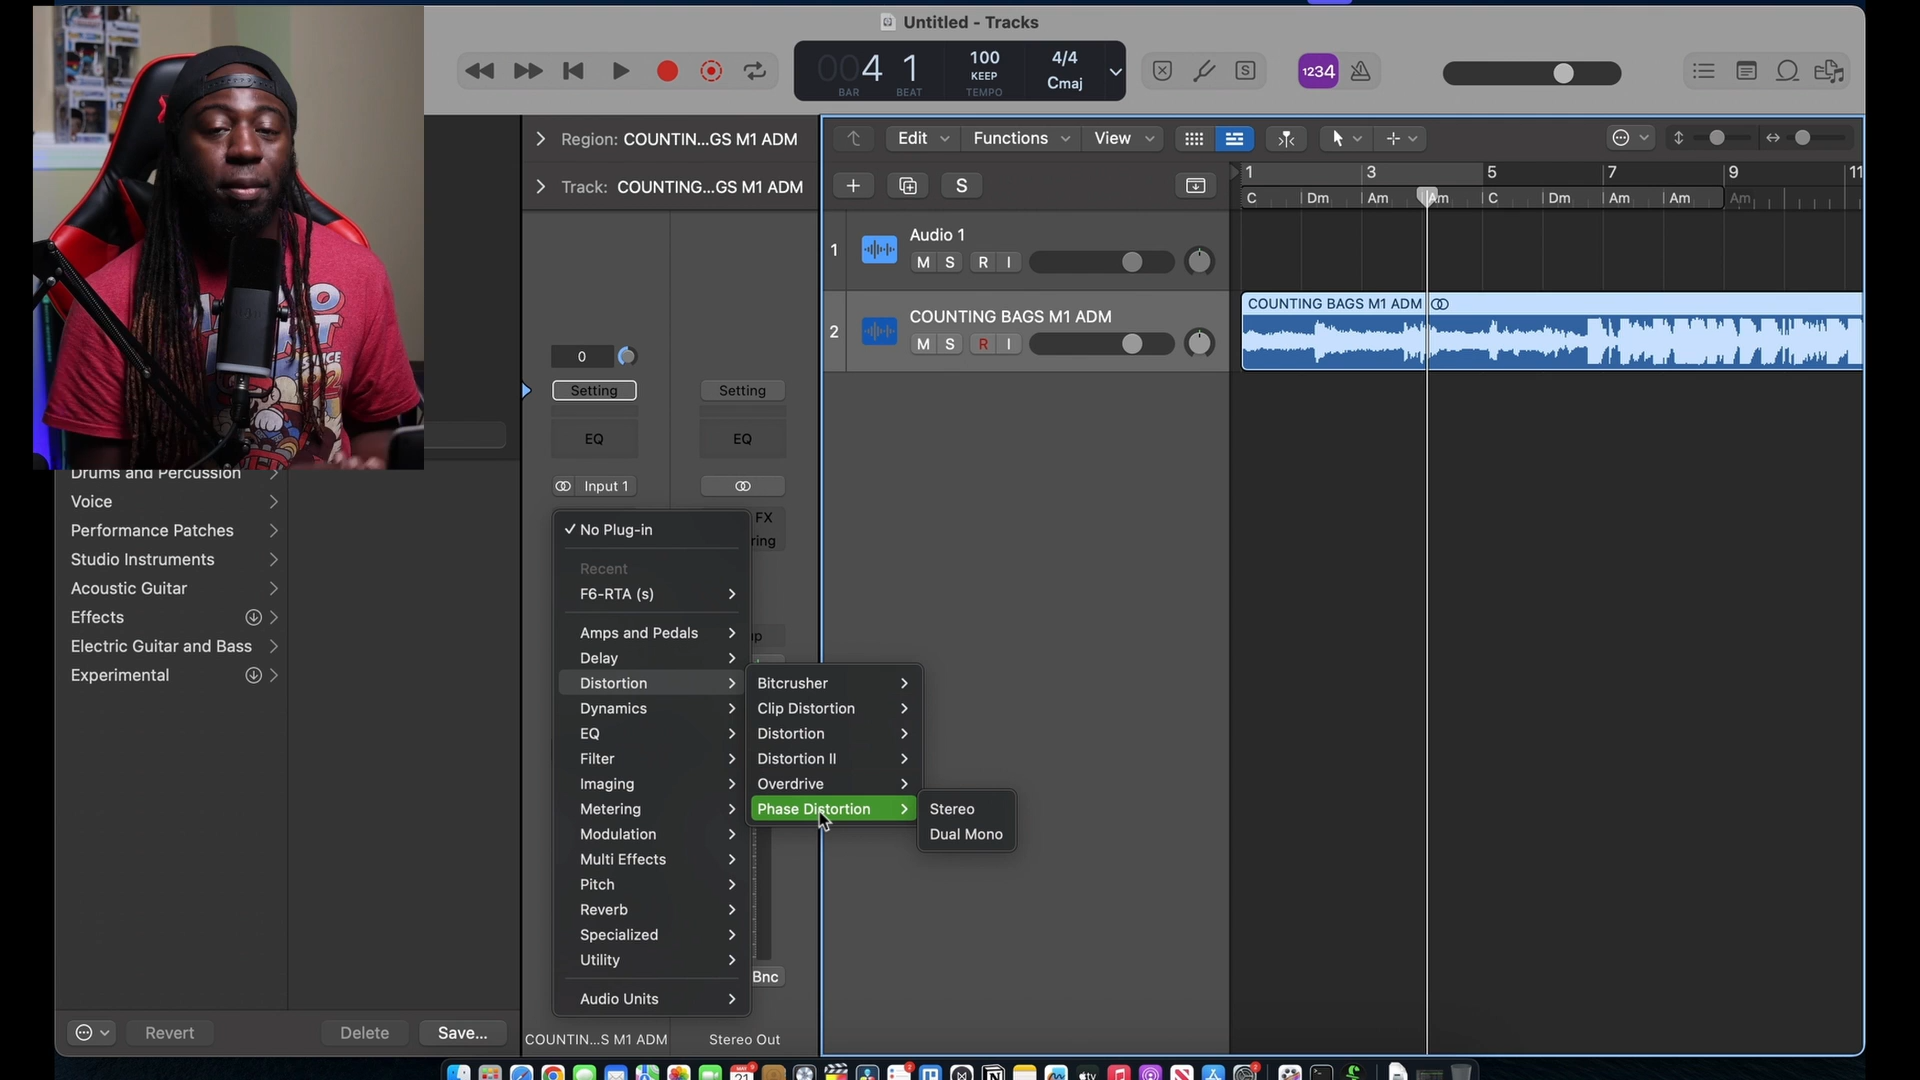 Untitled - Tracks
004 1
BAR BEAT
100
KEEP
TEMPO
4/4
Cmaj
S
1234
Region: COUNTIN...GS M1 ADM
Track: COUNTING...GS M1 ADM
Edit
Functions
View
S
1 3 5 7 9 11
C Dm Am Am C Dm Am Am Am
1
Audio 1
M S R I
2
COUNTING BAGS M1 ADM
M S R I
COUNTING BAGS M1 ADM
0
Setting
Setting
EQ
EQ
Input 1
FX
Drums and Percussion
Voice
Performance Patches
Studio Instruments
Acoustic Guitar
Effects
Electric Guitar and Bass
Experimental
No Plug-in
Recent
F6-RTA (s)
Amps and Pedals
Delay
Distortion
Dynamics
EQ
Filter
Imaging
Metering
Modulation
Multi Effects
Pitch
Reverb
Specialized
Utility
Audio Units
Bitcrusher
Clip Distortion
Distortion
Distortion II
Overdrive
Phase Distortion
Stereo
Dual Mono
Bnc
Revert
Delete
Save...
COUNTIN...S M1 ADM
Stereo Out